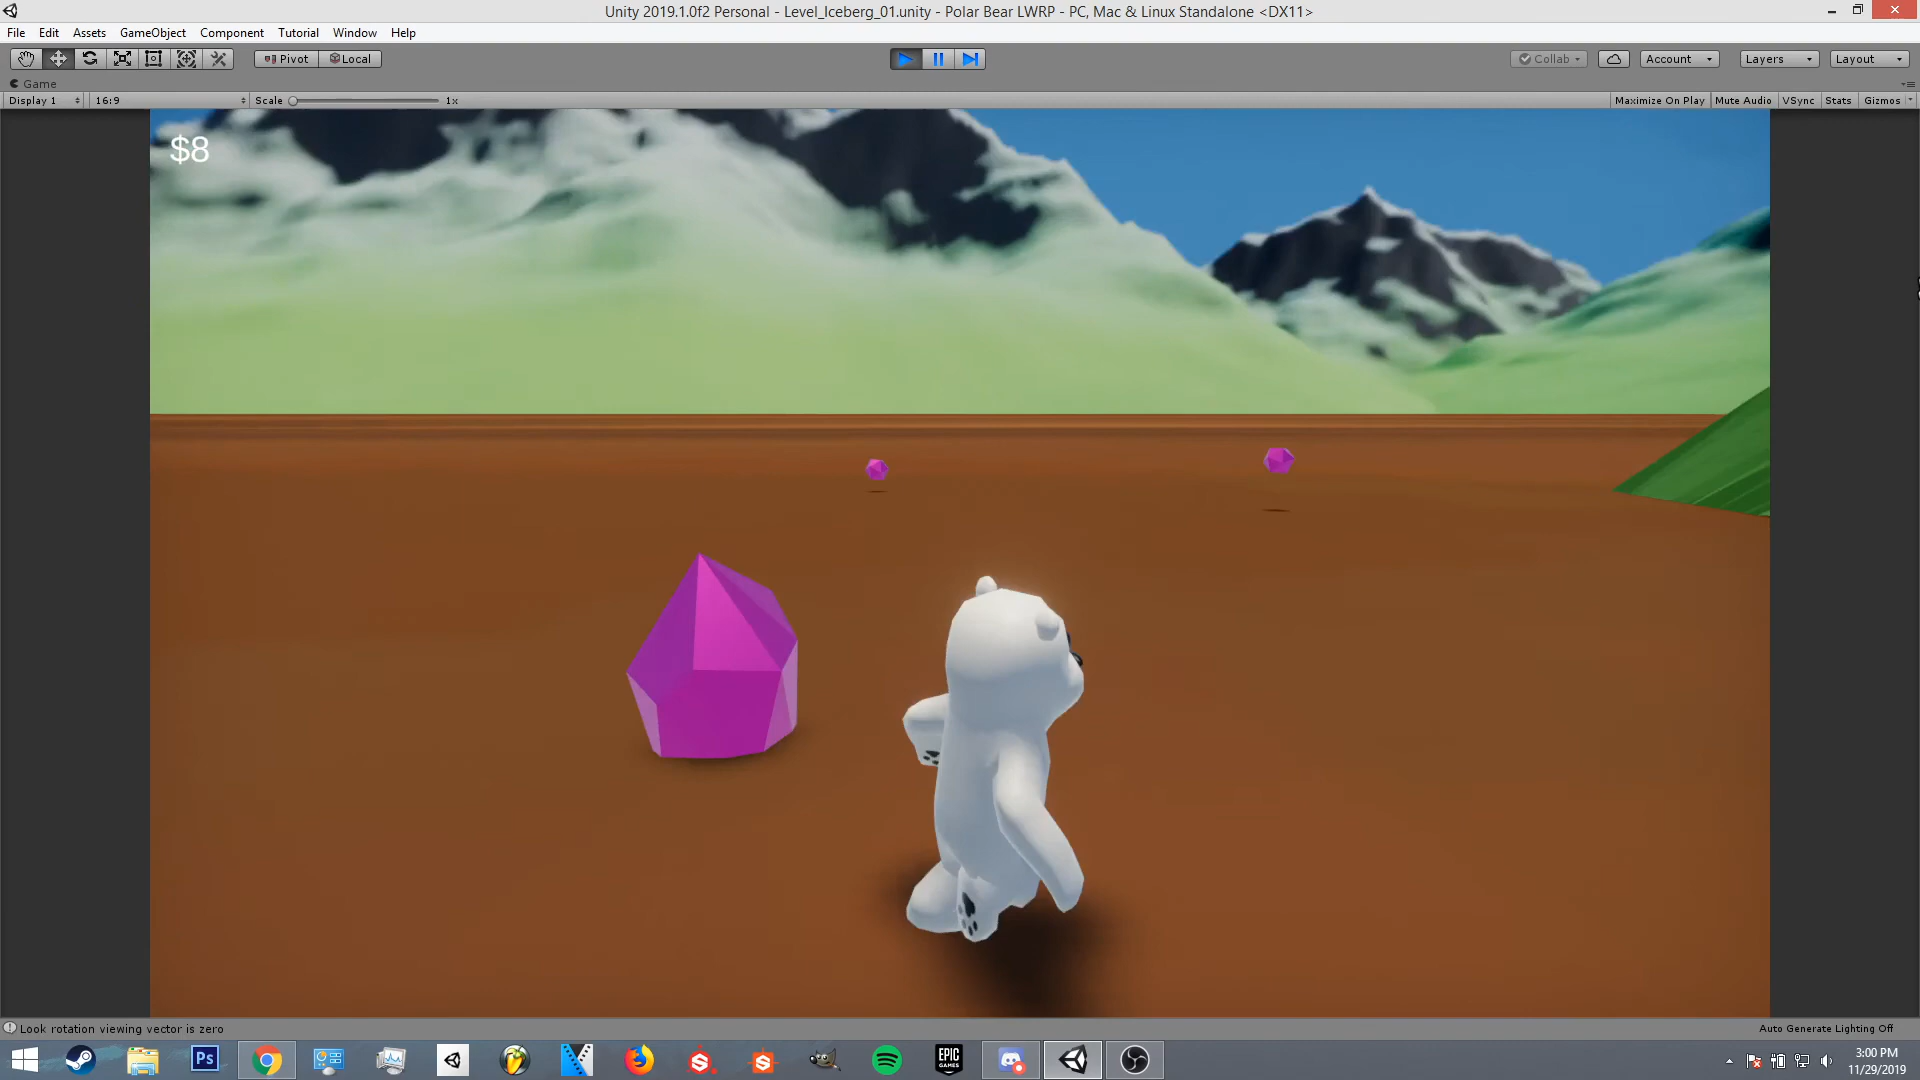 Unity 2019.1.0f2 Personal - Level_Iceberg_01.unity - Polar Bear LWRP - PC, Mac & Linux Standalone <DX11>
File Edit Assets GameObject Component Tutorial Window Help
Pivot Local Collab Account Layers Layout
Game
Display 1 16:9 Scale 1x Maximize On Play Mute Audio VSync Stats Gizmos
$8
Look rotation viewing vector is zero
Auto Generate Lighting Off
Ps
EPIC
GAMES
3:00 PM
11/29/2019